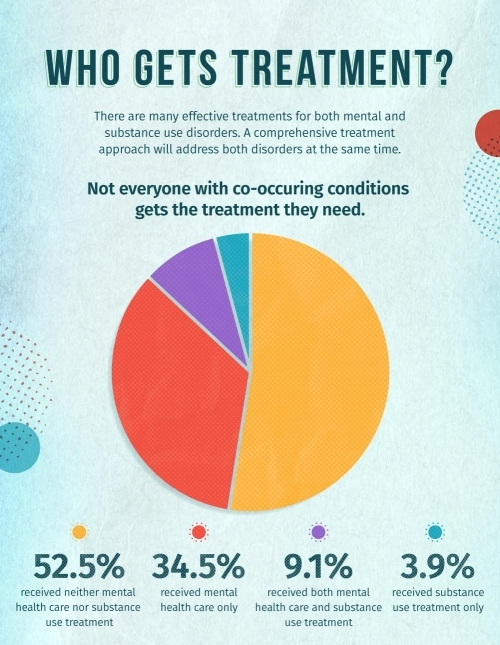 WHO GETS TREATMENT?
There are many effective treatments for both mental and
substance use disorders. A comprehensive treatment
approach will address both disorders at the same time.
Not everyone with co-occuring conditions
gets the treatment they need.
52.5%
received neither mental
health care nor substance
use treatment
34.5%
received mental
health care only
9.1%
received both mental
health care and substance
use treatment
3.9%
received substance
use treatment only